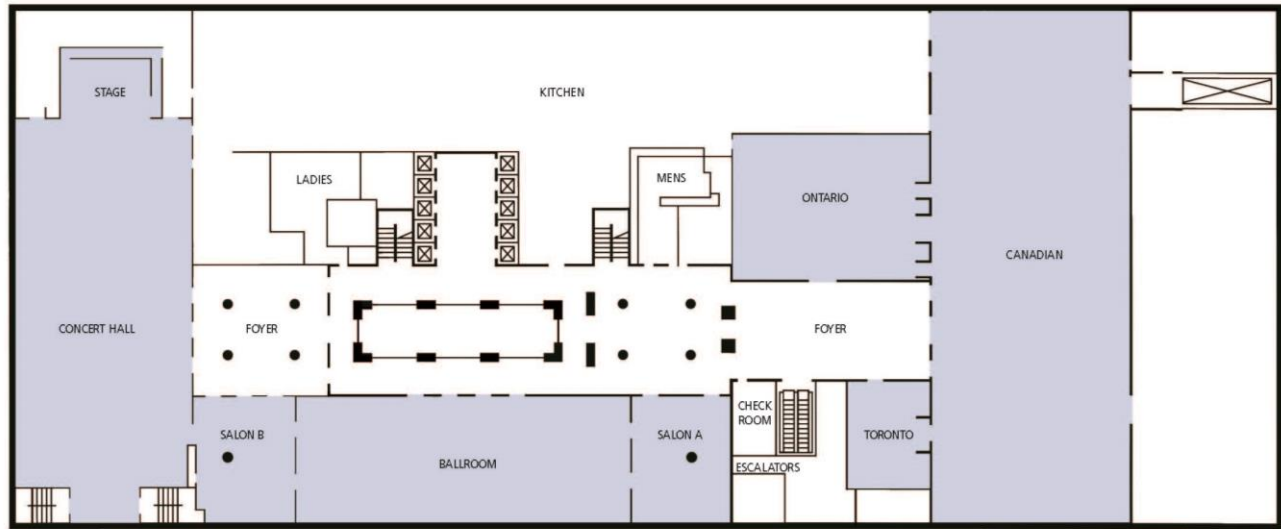 STAGE
KITCHEN
LADIES
MENS
ONTARIO
CANADIAN
CONCERT HALL
FOYER
FOYER
CHECK
ROOM
SALON B
SALON A
TORONTO
BALLROOM
ESCALATORS